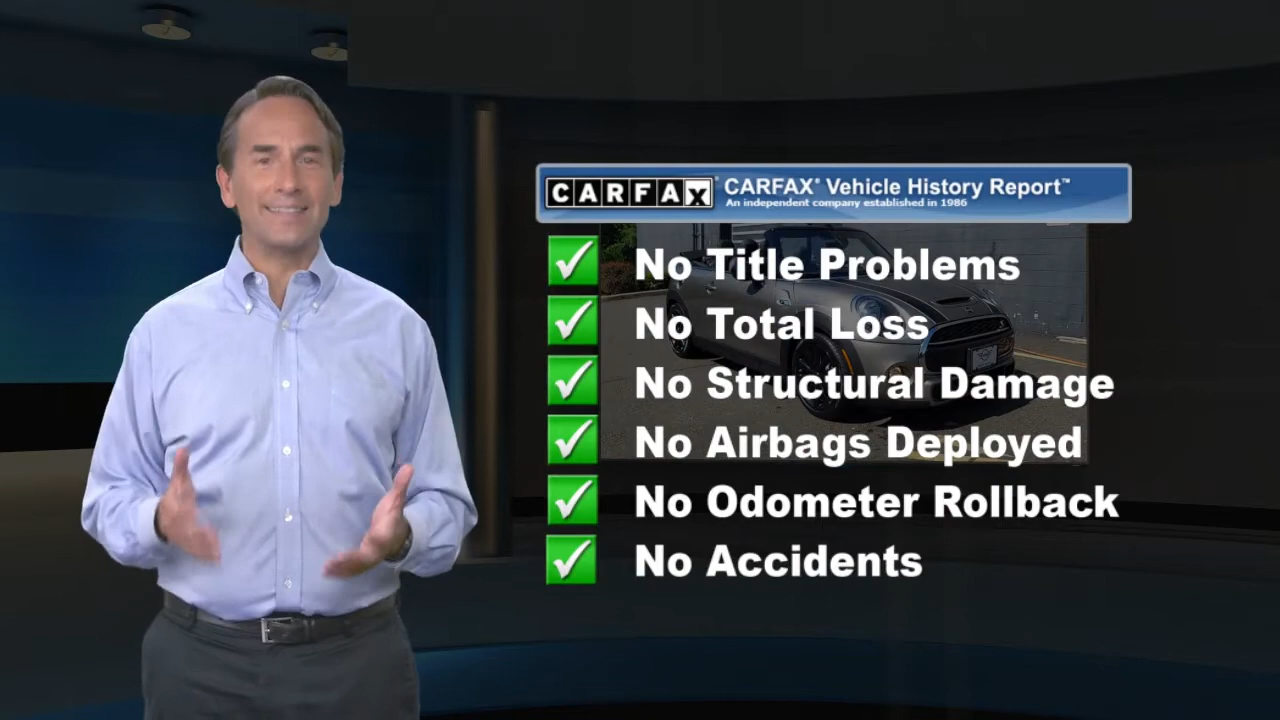 CARFAX® CARFAX® Vehicle History Report™
An independent company established in 1986
No Title Problems
No Total Loss
No Structural Damage
No Airbags Deployed
No Odometer Rollback
No Accidents